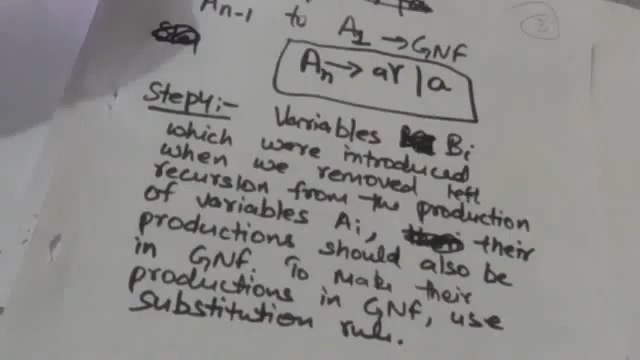 ③
A n-1 to A1 → GNF
An → aγ | a
Step4:- Variables Bi
which were introduced
when we removed left
recursion from the production
of variables Ai, their
productions should also be
in GNF. To make their
productions in GNF, use
substitution rule.